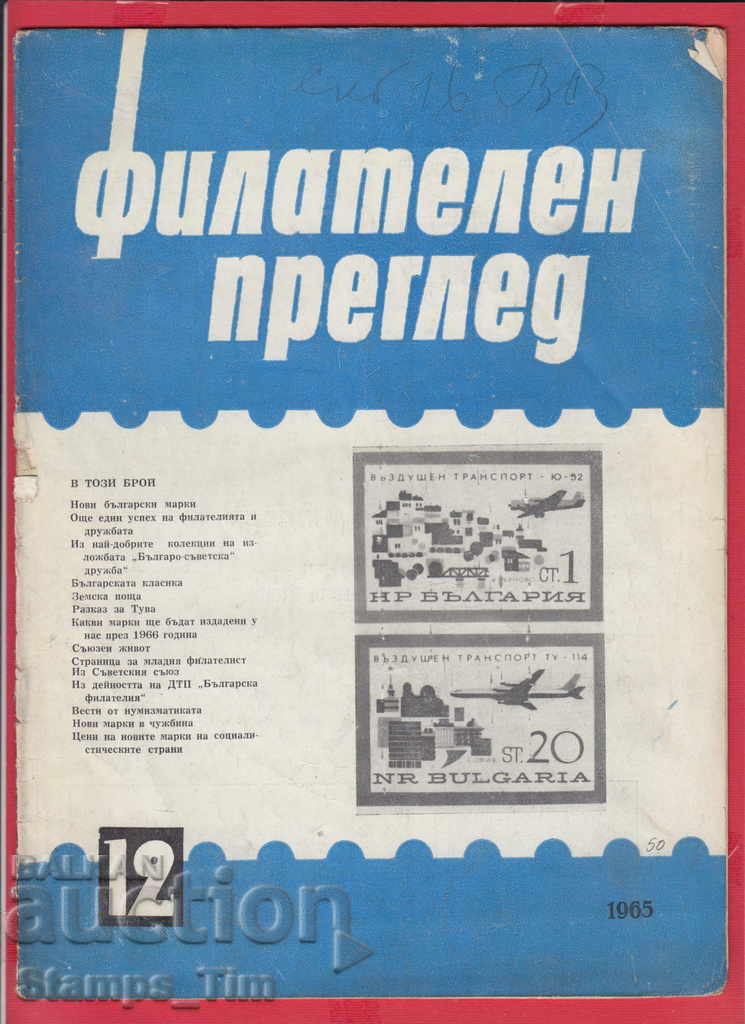 филателен
преглед
В ТОЗИ БРОЙ
Нови български марки
Още един успех на филателията и
дружбата
Из най-добрите колекции на из-
ложбата „Българо-съветска
дружба“
Българската класика
Земска поща
Разказ за Тува
Какви марки ще бъдат издадени у
нас през 1966 година
Съюзен живот
Страница за младия филателист
Из Съветския съюз
Из дейността на ДТП „Българска
филателия“
Вести от нумизматиката
Нови марки в чужбина
Цени на новите марки на социали-
стическите страни
ВЪЗДУШЕН ТРАНСПОРТ - Ю-52
СТ. 1
НР БЪЛГАРИЯ
ВЪЗДУШЕН ТРАНСПОРТ ТУ - 114
ST. 20
NR BULGARIA
50
12
1965
BALKAN
auction
Stamps_Tim